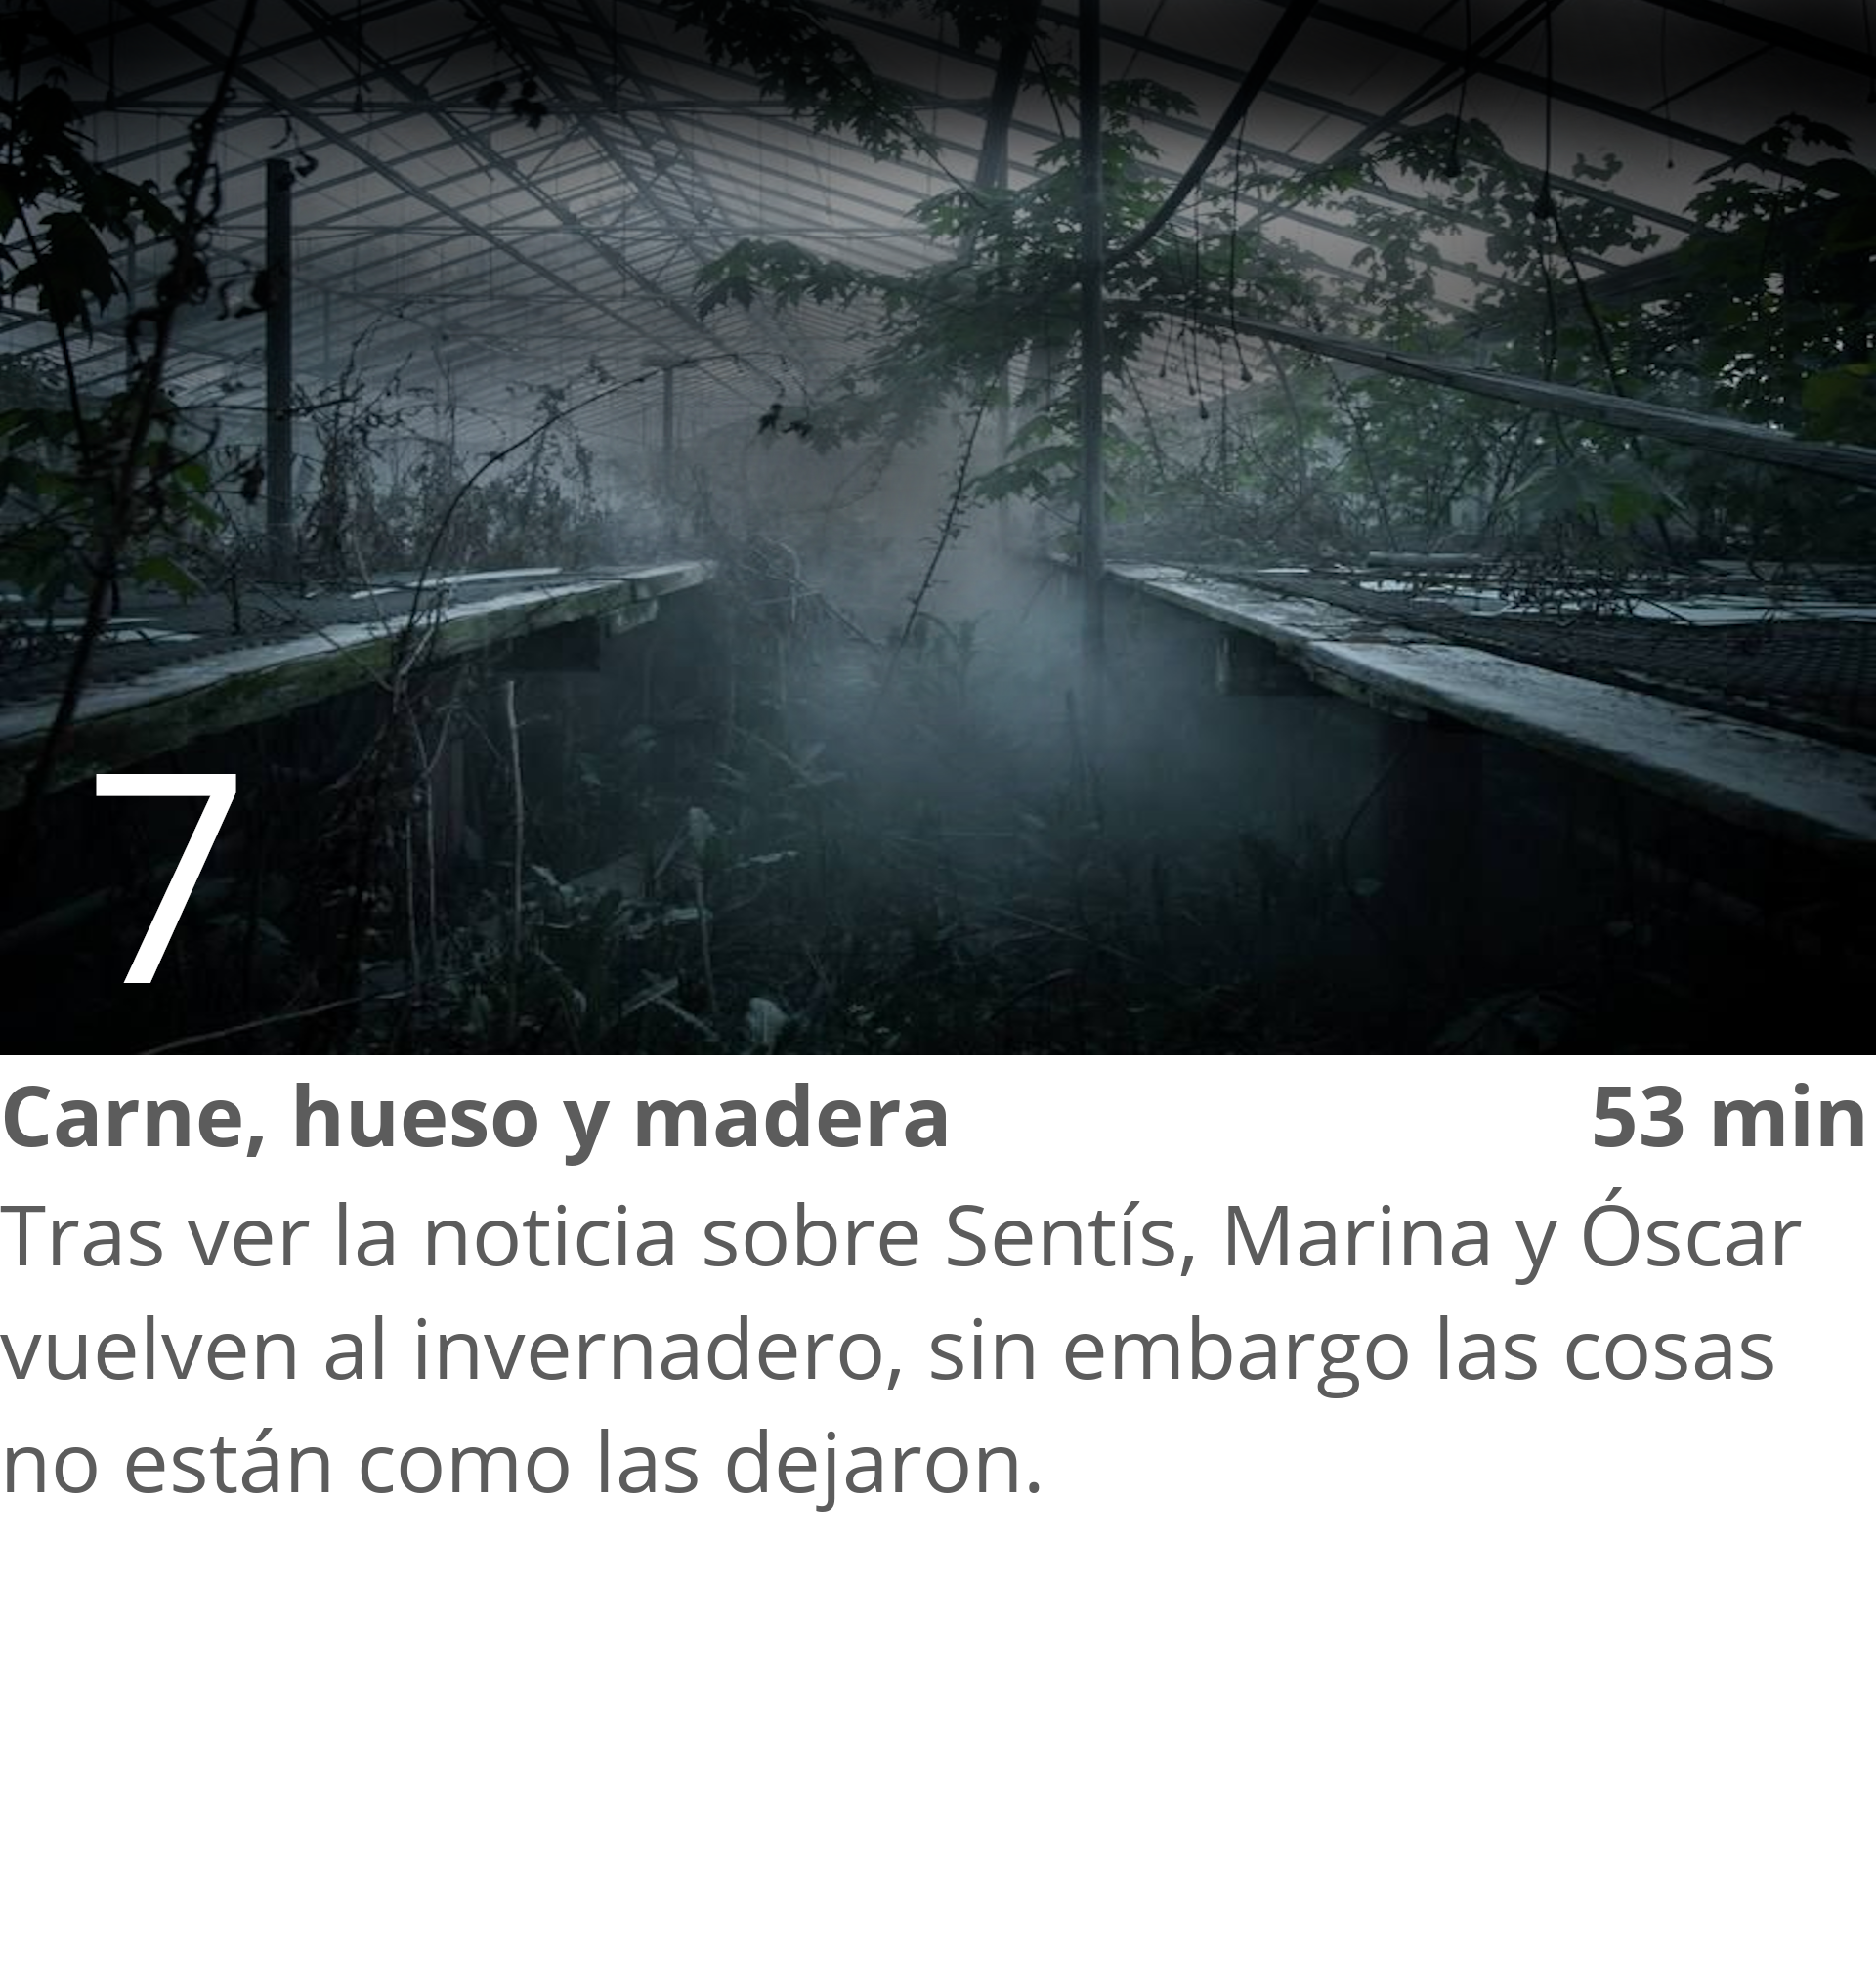 7
Carne, hueso y madera 53 min
Tras ver la noticia sobre Sentís, Marina y Óscar
vuelven al invernadero, sin embargo las cosas
no están como las dejaron.